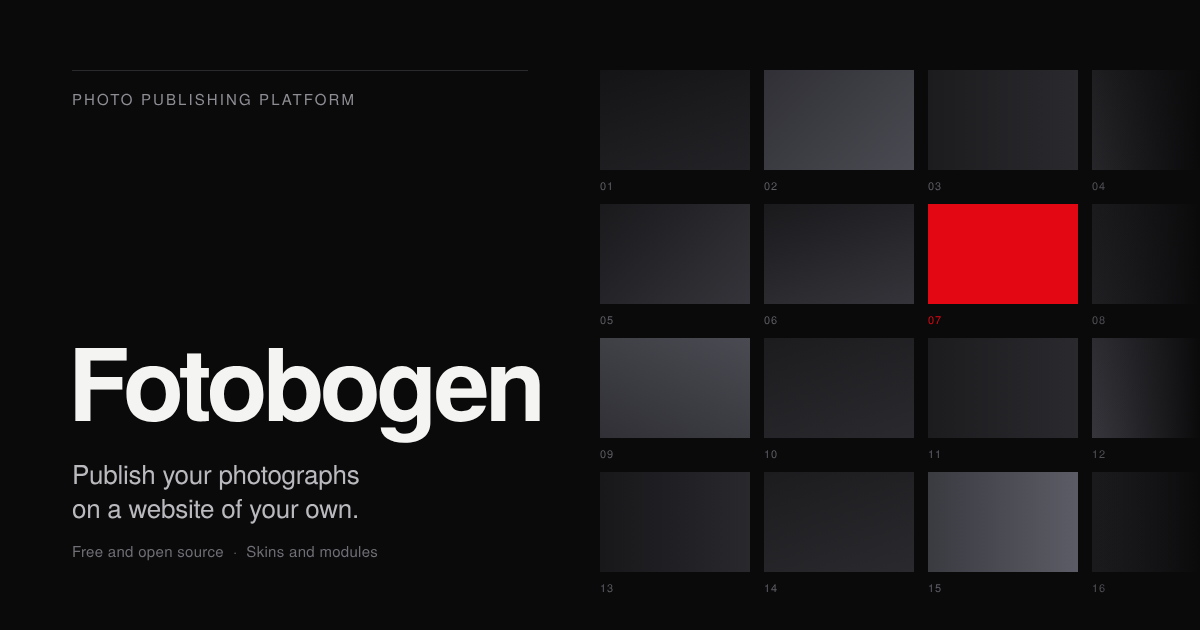 PHOTO PUBLISHING PLATFORM
Fotobogen
Publish your photographs
on a website of your own.
Free and open source · Skins and modules
01 02 03 04
05 06 07 08
09 10 11 12
13 14 15 16